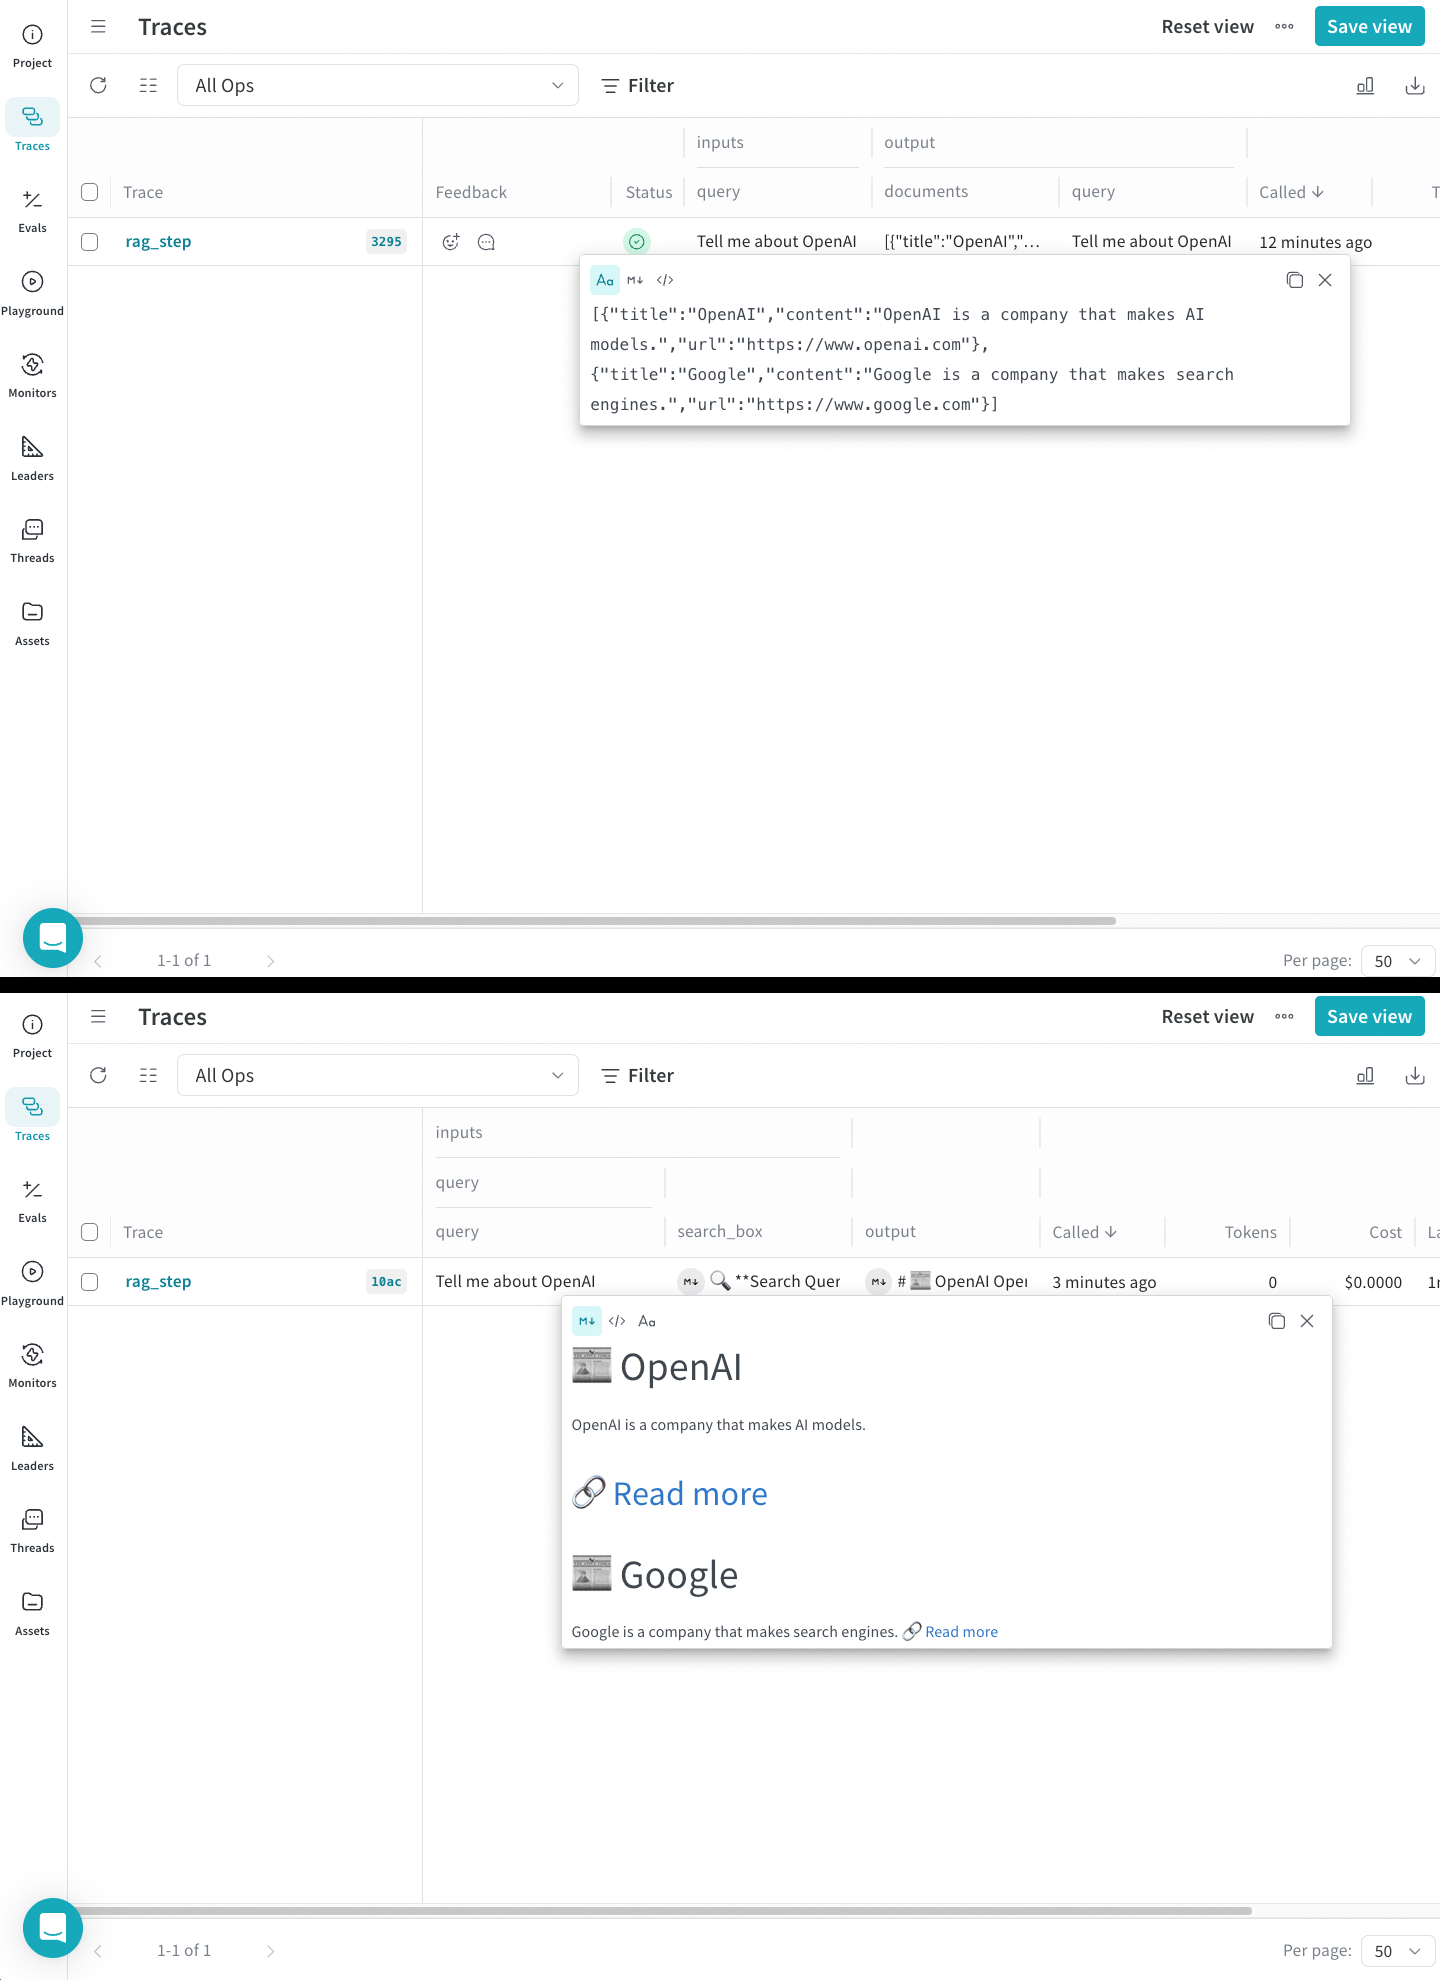 Traces
Reset view
Save view
All Ops
Filter
Project
Traces
Evals
Playground
Monitors
Leaders
Threads
Assets
inputs
output
Trace
Feedback
Status
query
documents
query
Called
T
rag_step
3295
Tell me about OpenAI
[{"title":"OpenAI","...
Tell me about OpenAI
12 minutes ago
Aa
M
</>
[{"title":"OpenAI","content":"OpenAI is a company that makes AI
models.","url":"https://www.openai.com"},
{"title":"Google","content":"Google is a company that makes search
engines.","url":"https://www.google.com"}]
1-1 of 1
Per page:
50
Traces
Reset view
Save view
All Ops
Filter
Project
Traces
Evals
Playground
Monitors
Leaders
Threads
Assets
inputs
query
Trace
query
search_box
output
Called
Tokens
Cost
La
rag_step
10ac
Tell me about OpenAI
M
🔍 **Search Quer
M
# 📰 OpenAI Oper
3 minutes ago
0
$0.0000
1r
M
</>
Aa
📰 OpenAI
OpenAI is a company that makes AI models.
🔗 Read more
📰 Google
Google is a company that makes search engines. 🔗 Read more
1-1 of 1
Per page:
50